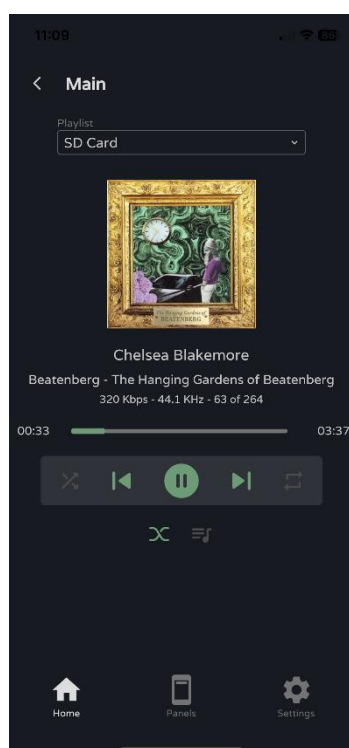 11:09
86
Main
Playlist
SD Card
The Hanging Gardens of
BEATENBERG
Chelsea Blakemore
Beatenberg - The Hanging Gardens of Beatenberg
320 Kbps - 44.1 KHz - 63 of 264
00:33
03:37
Home
Panels
Settings